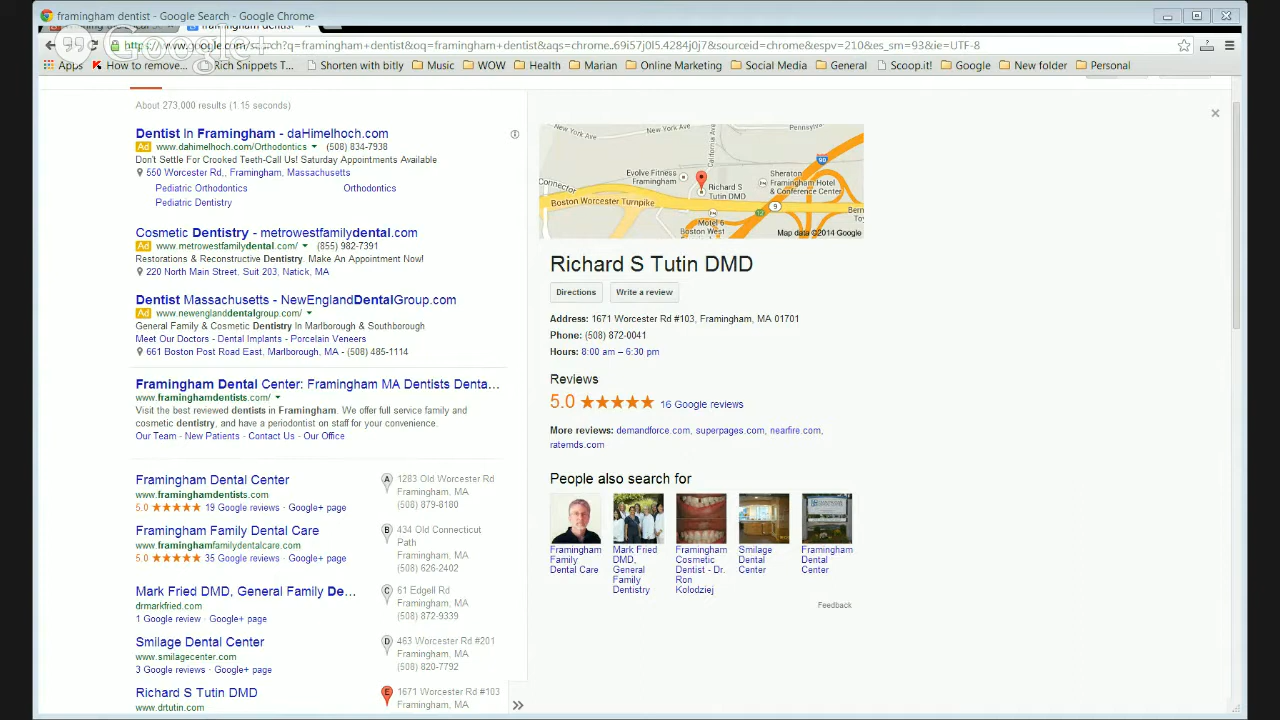 framingham dentist - Google Search - Google Chrome
framingham dentist
https://www.google.com/search?q=framingham+dentist&oq=framingham+dentist&aqs=chrome..69i57j0l5.4284j0j7&sourceid=chrome&espv=210&es_sm=93&ie=UTF-8
Google+
Apps How to remove... Rich Snippets T... Shorten with bitly Music WOW Health Marian Online Marketing Social Media General Scoop.it! Google New folder Personal
About 273,000 results (1.15 seconds)
Dentist In Framingham - daHimelhoch.com
Ad www.dahimelhoch.com/Orthodontics (508) 834-7938
Don't Settle For Crooked Teeth-Call Us! Saturday Appointments Available
550 Worcester Rd,, Framingham, Massachusetts
Pediatric Orthodontics Orthodontics
Pediatric Dentistry
Cosmetic Dentistry - metrowestfamilydental.com
Ad www.metrowestfamilydental.com/ (855) 982-7391
Restorations & Reconstructive Dentistry. Make An Appointment Now!
220 North Main Street, Suit 203, Natick, MA
Dentist Massachusetts - NewEnglandDentalGroup.com
Ad www.newenglanddentalgroup.com/
General Family & Cosmetic Dentistry In Marlborough & Southborough
Meet Our Doctors - Dental Implants - Porcelain Veneers
661 Boston Post Road East, Marlborough, MA - (508) 485-1114
Framingham Dental Center: Framingham MA Dentists Denta...
www.framinghamdentists.com/
Visit the best reviewed dentists in Framingham. We offer full service family and
cosmetic dentistry, and have a periodontist on staff for your convenience.
Our Team - New Patients - Contact Us - Our Office
Framingham Dental Center
www.framinghamdentists.com
5.0 19 Google reviews · Google+ page
A 1283 Old Worcester Rd
Framingham, MA
(508) 879-8180
Framingham Family Dental Care
www.framinghamfamilydentalcare.com
5.0 35 Google reviews · Google+ page
B 434 Old Connecticut
Path
Framingham, MA
(508) 626-2402
Mark Fried DMD, General Family De...
drmarkfried.com
1 Google review · Google+ page
C 61 Edgell Rd
Framingham, MA
(508) 872-9339
Smilage Dental Center
www.smilagecenter.com
3 Google reviews · Google+ page
D 463 Worcester Rd #201
Framingham, MA
(508) 820-7792
Richard S Tutin DMD
www.drtutin.com
E 1671 Worcester Rd #103
Framingham, MA
New York Ave
New York Ave
Pennsylv
California Ave
90
Evolve Fitness
Framingham
Richard S
Tutin DMD
Sheraton
Framingham Hotel
& Conference Center
Connector
Boston Worcester Turnpike
9
12
Bern
Motel 6
Boston West
Map data ©2014 Google
Richard S Tutin DMD
Directions Write a review
Address: 1671 Worcester Rd #103, Framingham, MA 01701
Phone: (508) 872-0041
Hours: 8:00 am – 6:30 pm
Reviews
5.0 16 Google reviews
More reviews: demandforce.com, superpages.com, nearfire.com,
ratemds.com
People also search for
Framingham
Family
Dental Care
Mark Fried
DMD,
General
Family
Dentistry
Framingham
Cosmetic
Dentist - Dr.
Ron
Kolodziej
Smilage
Dental
Center
Framingham
Dental
Center
Feedback